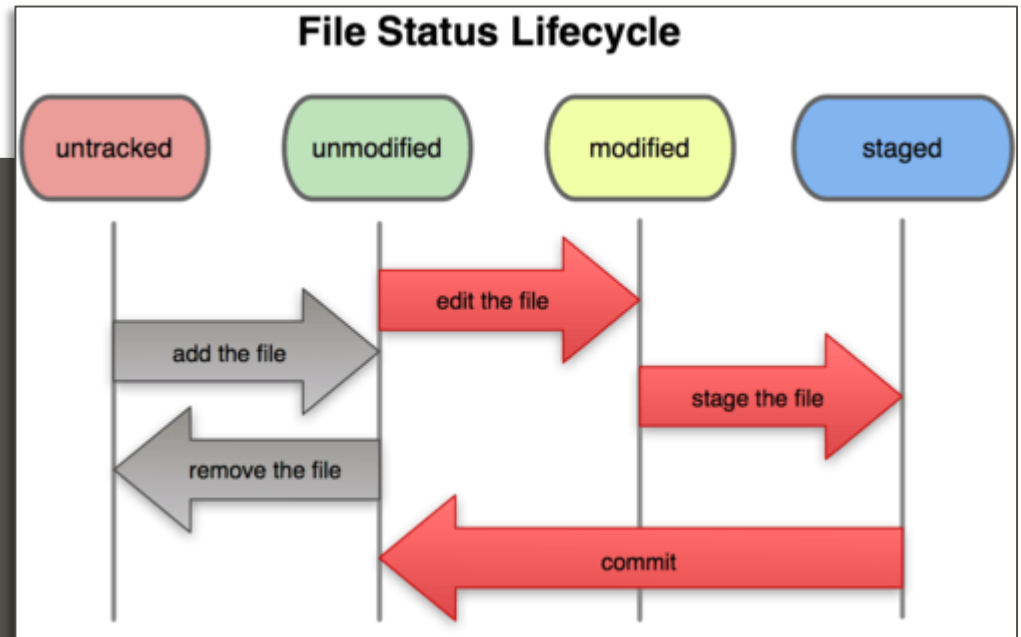 File Status Lifecycle
untracked
unmodified
modified
staged
edit the file
add the file
stage the file
remove the file
commit